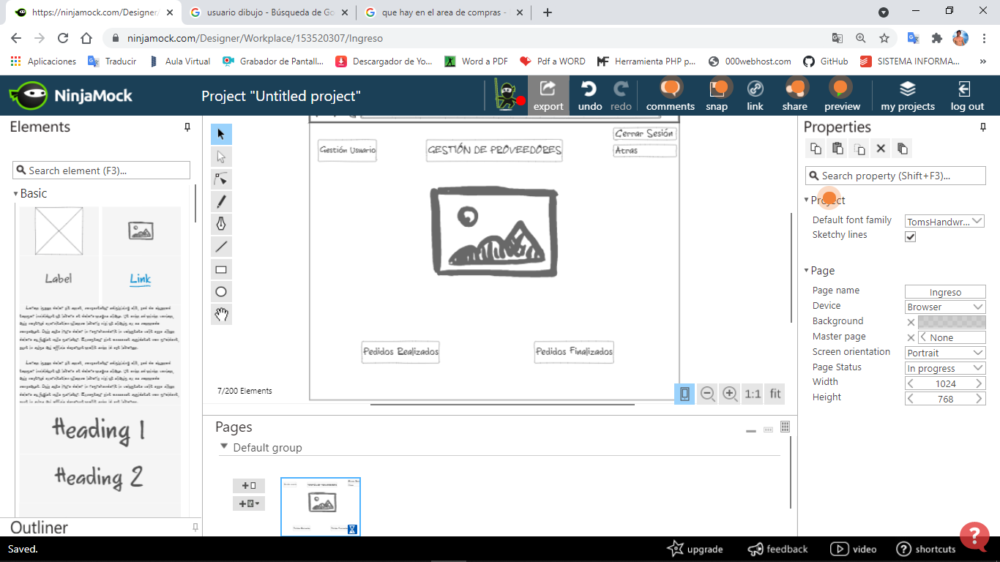 https://ninjamock.com/Designer/
usuario dibujo - Búsqueda de Go
que hay en el area de compras -
ninjamock.com/Designer/Workplace/153520307/Ingreso
Aplicaciones
Traducir
Aula Virtual
Grabador de Pantall...
Descargador de Yo...
Word a PDF
Pdf a WORD
Herramienta PHP p...
000webhost.com
GitHub
SISTEMA INFORMA...
»
NinjaMock
Project "Untitled project"
export
undo
redo
comments
snap
link
share
preview
my projects
log out
Elements
Search element (F3)...
Basic
Label
Link
Heading 1
Heading 2
Outliner
Saved.
Gestión Usuario
GESTIÓN DE PROVEEDORES
Cerrar Sesión
Atras
Pedidos Realizados
Pedidos Finalizados
7/200 Elements
1:1
fit
Pages
Default group
Properties
Search property (Shift+F3)...
Project
Default font family
TomsHandwr...
Sketchy lines
Page
Page name
Ingreso
Device
Browser
Background
Master page
None
Screen orientation
Portrait
Page Status
In progress
Width
1024
Height
768
upgrade
feedback
video
shortcuts